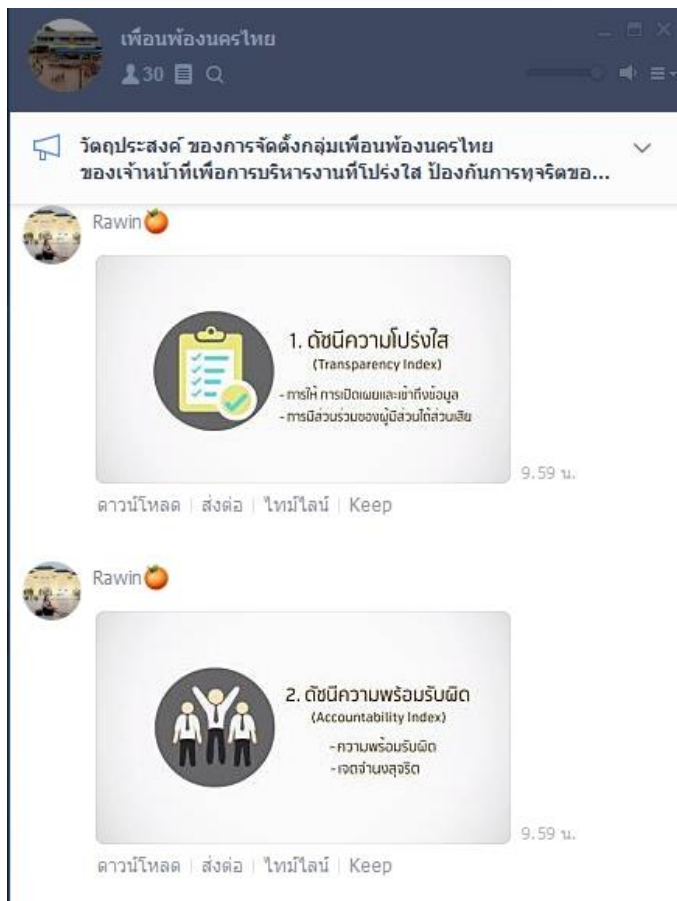 เพื่อนพ้องนครไทย
30
วัตถุประสงค์ ของการจัดตั้งกลุ่มเพื่อนพ้องนครไทย
ของเจ้าหน้าที่เพื่อการบริหารงานที่โปร่งใส ป้องกันการทุจริตขอ...
Rawin
1. ดัชนีความโปร่งใส
(Transparency Index)
- การให้ การเปิดเผยและเข้าถึงข้อมูล
- การมีส่วนร่วมของผู้มีส่วนได้ส่วนเสีย
9.59 น.
ดาวน์โหลด | ส่งต่อ | ไทม์ไลน์ | Keep
Rawin
2. ดัชนีความพร้อมรับผิด
(Accountability Index)
-ความพร้อมรับผิด
-เจตจำนงสุจริต
9.59 น.
ดาวน์โหลด | ส่งต่อ | ไทม์ไลน์ | Keep